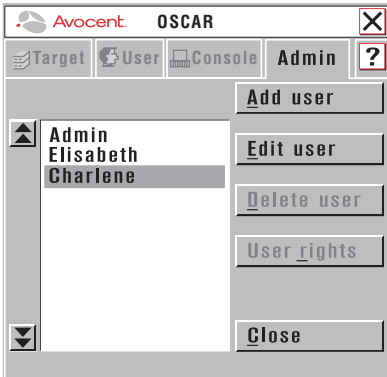 Avocent. OSCAR
Target User Console Admin ?
Add user
Admin
Elisabeth
Charlene
Edit user
Delete user
User rights
Close